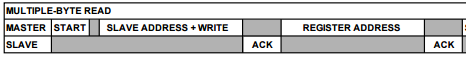 MULTIPLE-BYTE READ
MASTER START SLAVE ADDRESS + WRITE REGISTER ADDRESS
SLAVE ACK ACK